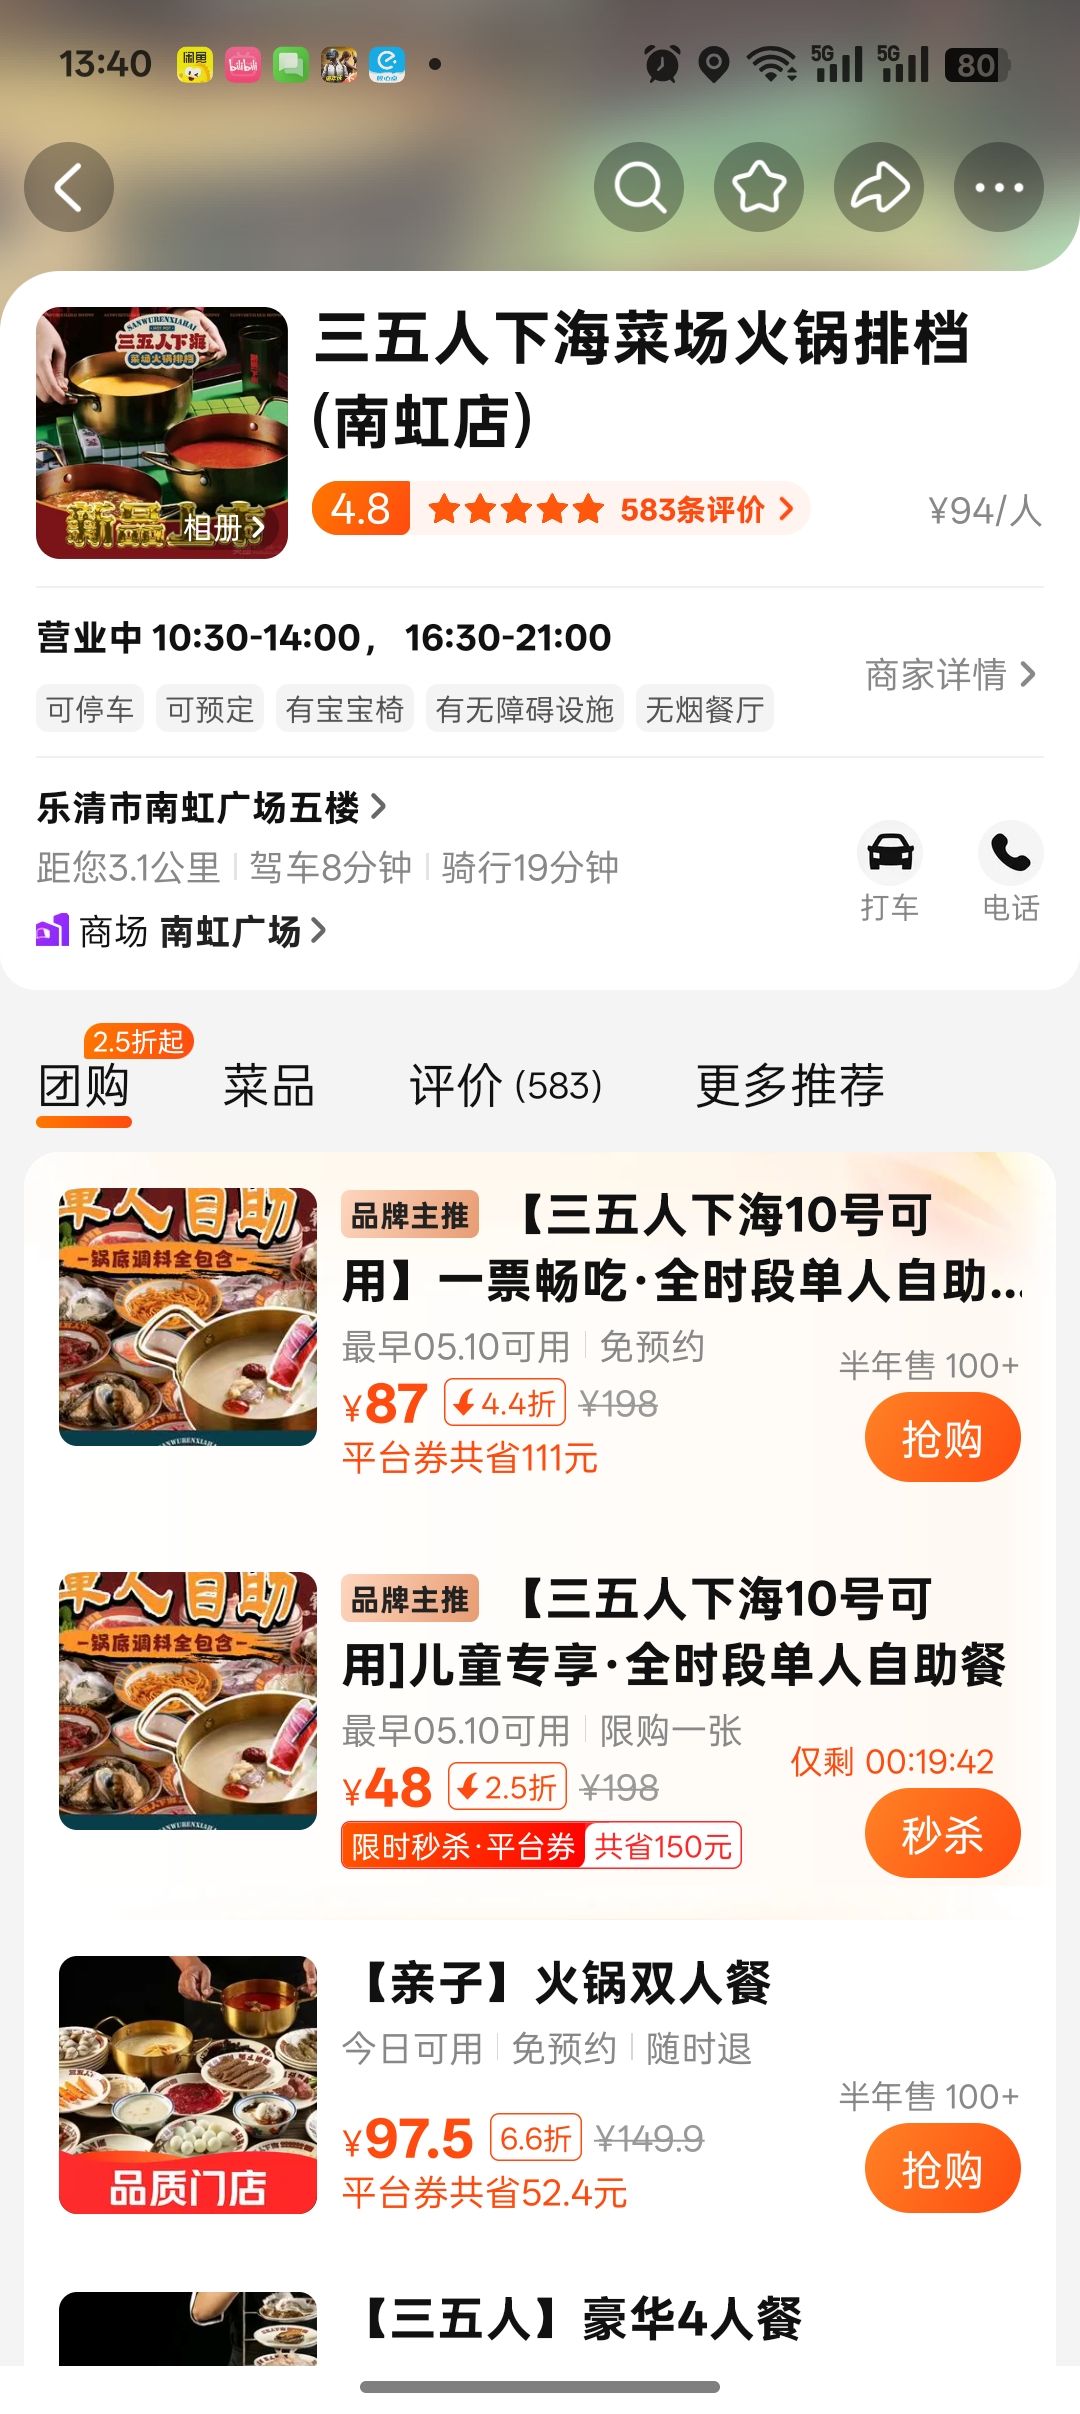 13:40
5G 5G 80
三五人下海
菜场火锅排档
新品上市
相册
三五人下海菜场火锅排档
(南虹店)
4.8 583条评价 ¥94/人
营业中 10:30-14:00， 16:30-21:00
商家详情
可停车 可预定 有宝宝椅 有无障碍设施 无烟餐厅
乐清市南虹广场五楼
距您3.1公里 驾车8分钟 骑行19分钟
打车 电话
商场 南虹广场
2.5折起
团购 菜品 评价 (583) 更多推荐
单人自助
锅底调料全包含
品牌主推 【三五人下海10号可
用】一票畅吃·全时段单人自助...
最早05.10可用 免预约
半年售 100+
¥87 4.4折 ¥198
抢购
平台券共省111元
单人自助
锅底调料全包含
品牌主推 【三五人下海10号可
用]儿童专享·全时段单人自助餐
最早05.10可用 限购一张
仅剩 00:19:42
¥48 2.5折 ¥198
秒杀
限时秒杀·平台券 共省150元
品质门店
【亲子】火锅双人餐
今日可用 免预约 随时退
半年售 100+
¥97.5 6.6折 ¥149.9
抢购
平台券共省52.4元
【三五人】豪华4人餐